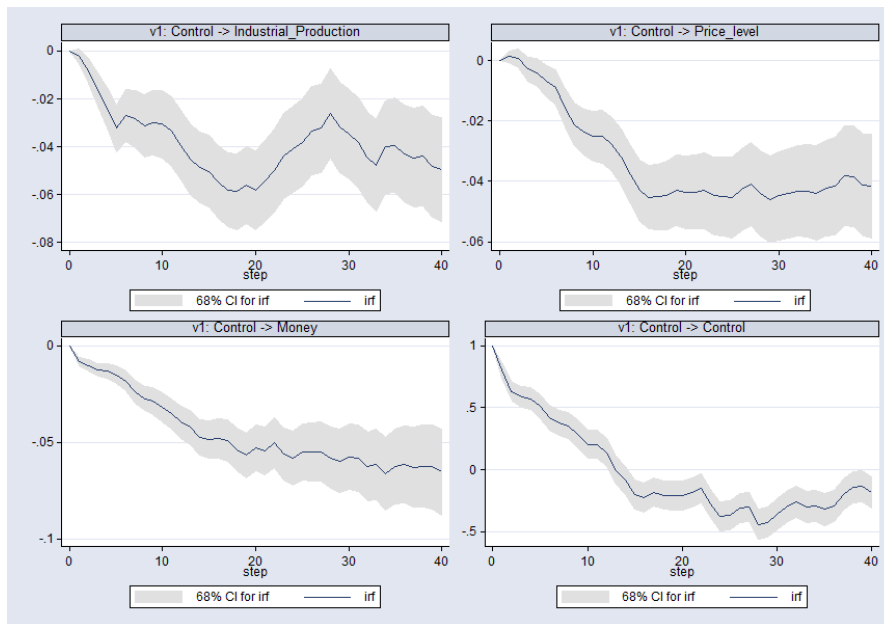 v1: Control -> Industrial_Production
0
-.02
-.04
-.06
-.08
0 10 20 30 40
step
68% CI for irf irf
v1: Control -> Price_level
0
-.02
-.04
-.06
0 10 20 30 40
step
68% CI for irf irf
v1: Control -> Money
0
-.05
-.1
0 10 20 30 40
step
68% CI for irf irf
v1: Control -> Control
1
.5
0
-.5
0 10 20 30 40
step
68% CI for irf irf